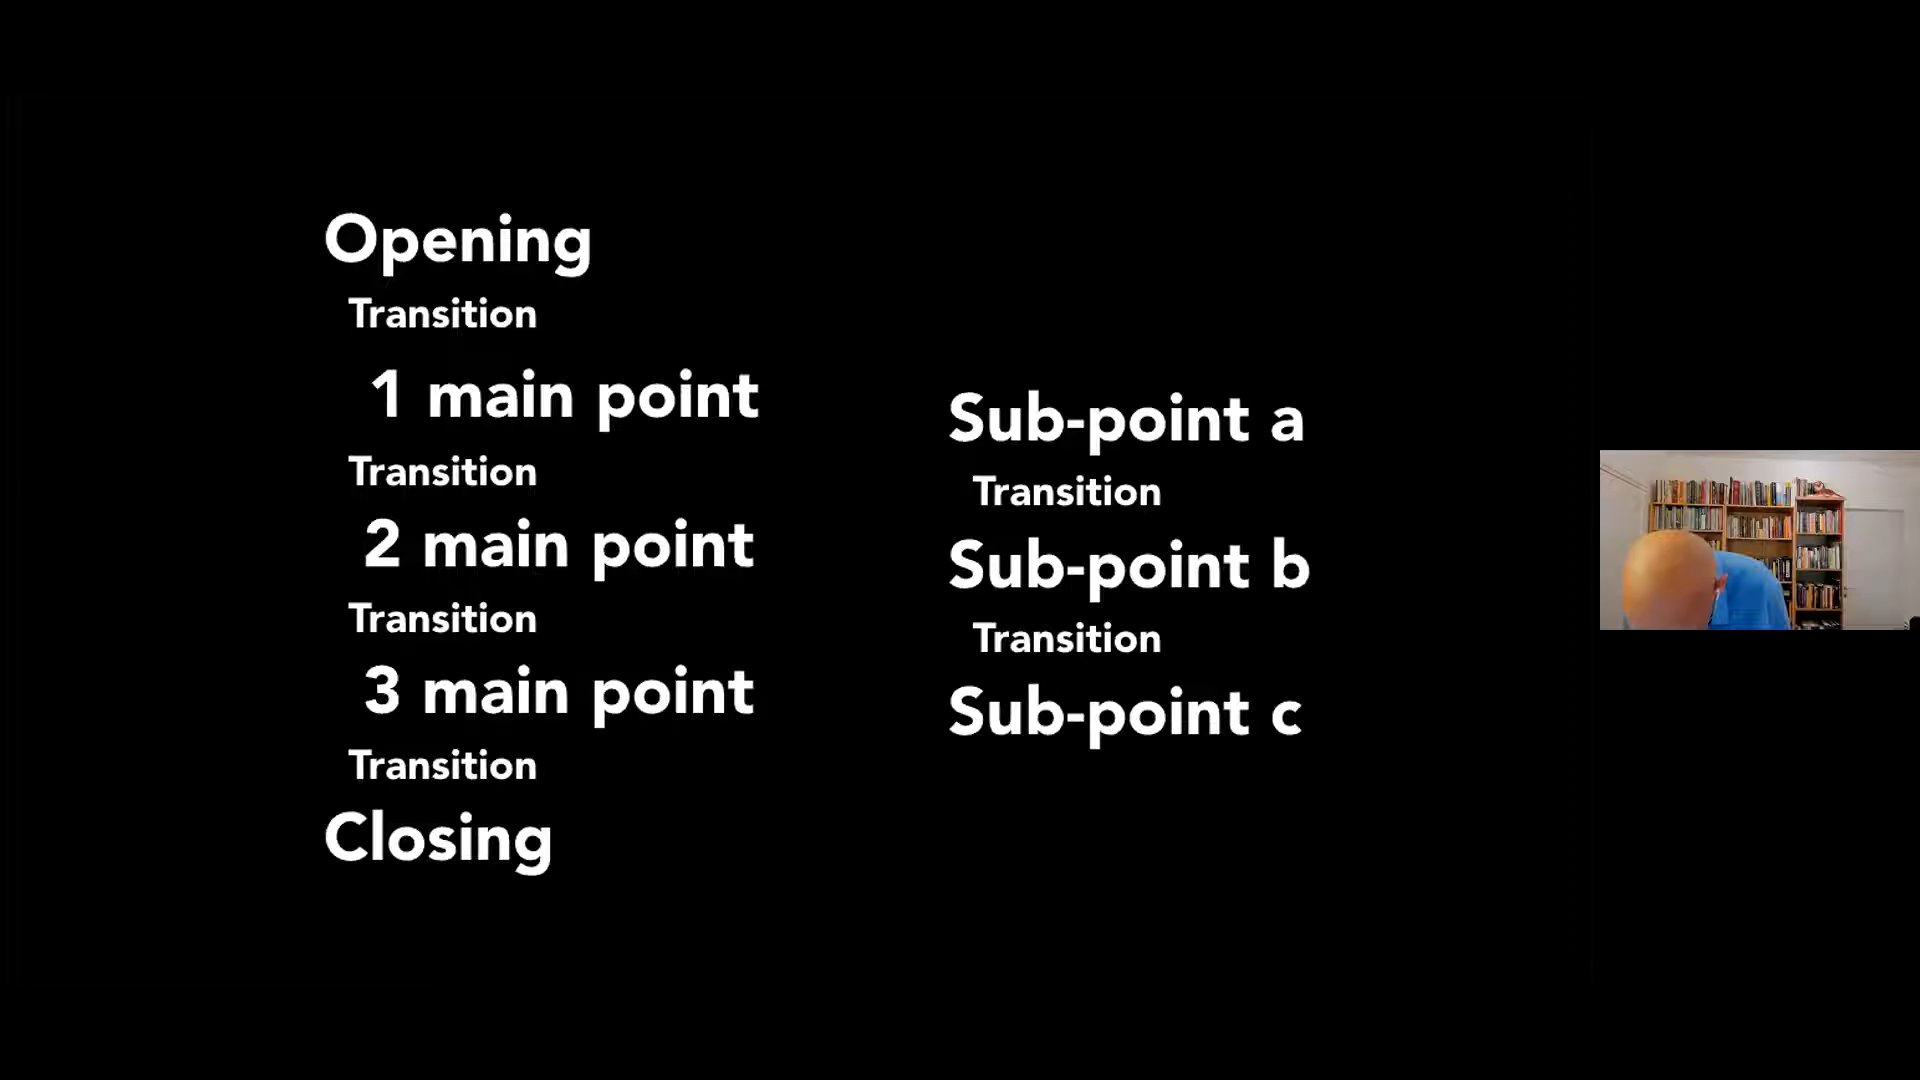 Opening
Transition
1 main point
Transition
2 main point
Transition
3 main point
Transition
Closing
Sub-point a
Transition
Sub-point b
Transition
Sub-point c